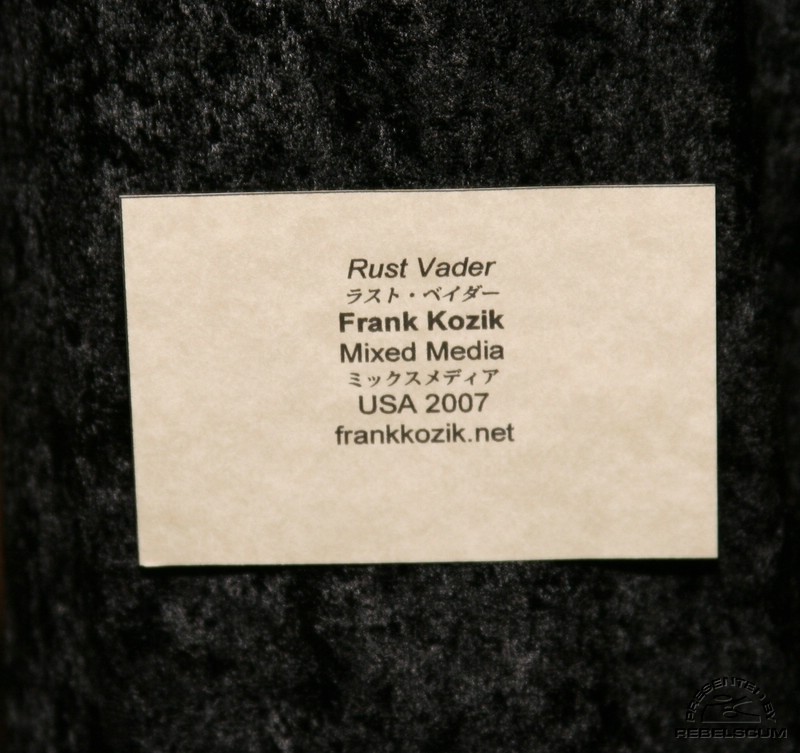 Rust Vader
ラスト・ベイダー
Frank Kozik
Mixed Media
ミックスメディア
USA 2007
frankkozik.net
PRESENTED BY
REBELSCUM